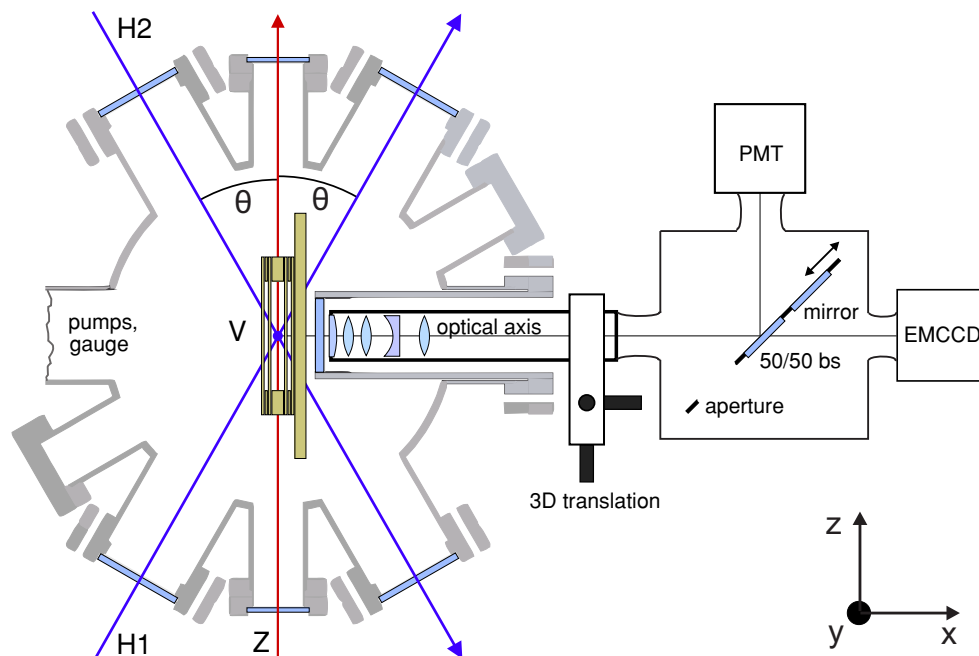 H2
PMT
θ
θ
pumps,
gauge
V
optical axis
mirror
EMCCD
50/50 bs
aperture
3D translation
z
H1
Z
y
x